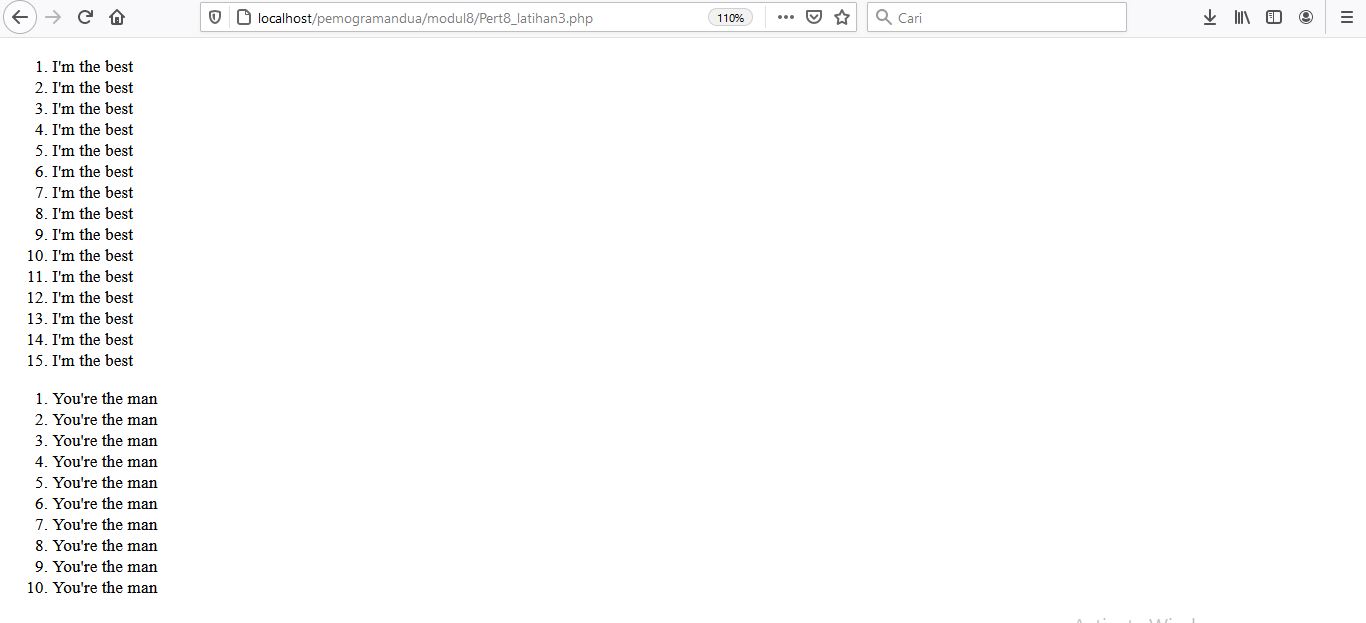 localhost/pemogramandua/modul8/Pert8_latihan3.php 110% Cari
1. I'm the best
2. I'm the best
3. I'm the best
4. I'm the best
5. I'm the best
6. I'm the best
7. I'm the best
8. I'm the best
9. I'm the best
10. I'm the best
11. I'm the best
12. I'm the best
13. I'm the best
14. I'm the best
15. I'm the best
1. You're the man
2. You're the man
3. You're the man
4. You're the man
5. You're the man
6. You're the man
7. You're the man
8. You're the man
9. You're the man
10. You're the man